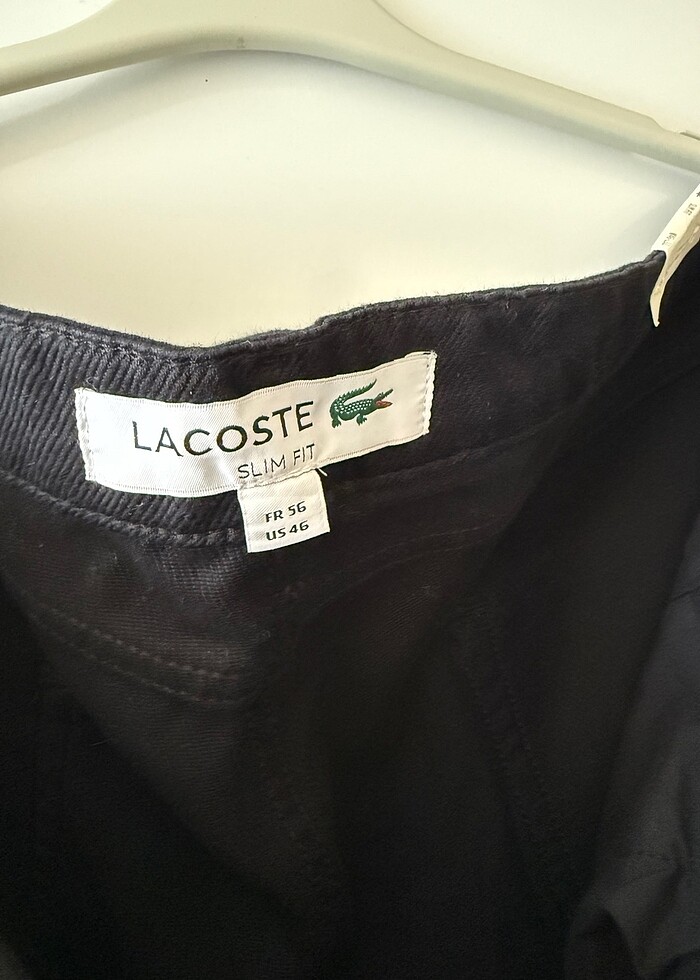 LACOSTE
SLIM FIT
FR 56
US 46